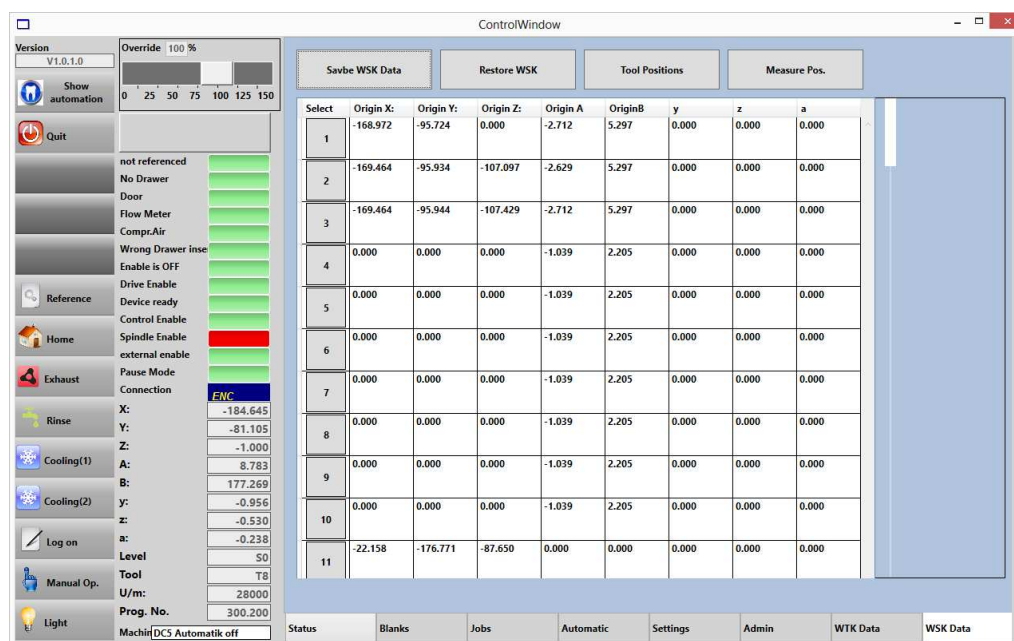 ControlWindow
Version
V1.0.1.0
Show automation
Quit
Reference
Home
Exhaust
Rinse
Cooling(1)
Cooling(2)
Log on
Manual Op.
Light
Override 100 %
0 25 50 75 100 125 150
not referenced
No Drawer
Door
Flow Meter
Compr.Air
Wrong Drawer inse
Enable is OFF
Drive Enable
Device ready
Control Enable
Spindle Enable
external enable
Pause Mode
Connection ENC
X: -184.645
Y: -81.105
Z: -1.000
A: 8.783
B: 177.269
y: -0.956
z: -0.530
a: -0.238
Level S0
Tool T8
U/m: 28000
Prog. No. 300.200
Machin DC5 Automatik off
Savbe WSK Data Restore WSK Tool Positions Measure Pos.
Select Origin X: Origin Y: Origin Z: Origin A OriginB y z a
1 -168.972 -95.724 0.000 -2.712 5.297 0.000 0.000 0.000
2 -169.464 -95.934 -107.097 -2.629 5.297 0.000 0.000 0.000
3 -169.464 -95.944 -107.429 -2.712 5.297 0.000 0.000 0.000
4 0.000 0.000 0.000 -1.039 2.205 0.000 0.000 0.000
5 0.000 0.000 0.000 -1.039 2.205 0.000 0.000 0.000
6 0.000 0.000 0.000 -1.039 2.205 0.000 0.000 0.000
7 0.000 0.000 0.000 -1.039 2.205 0.000 0.000 0.000
8 0.000 0.000 0.000 -1.039 2.205 0.000 0.000 0.000
9 0.000 0.000 0.000 -1.039 2.205 0.000 0.000 0.000
10 0.000 0.000 0.000 -1.039 2.205 0.000 0.000 0.000
11 -22.158 -176.771 -87.650 0.000 0.000 0.000 0.000 0.000
Status Blanks Jobs Automatic Settings Admin WTK Data WSK Data